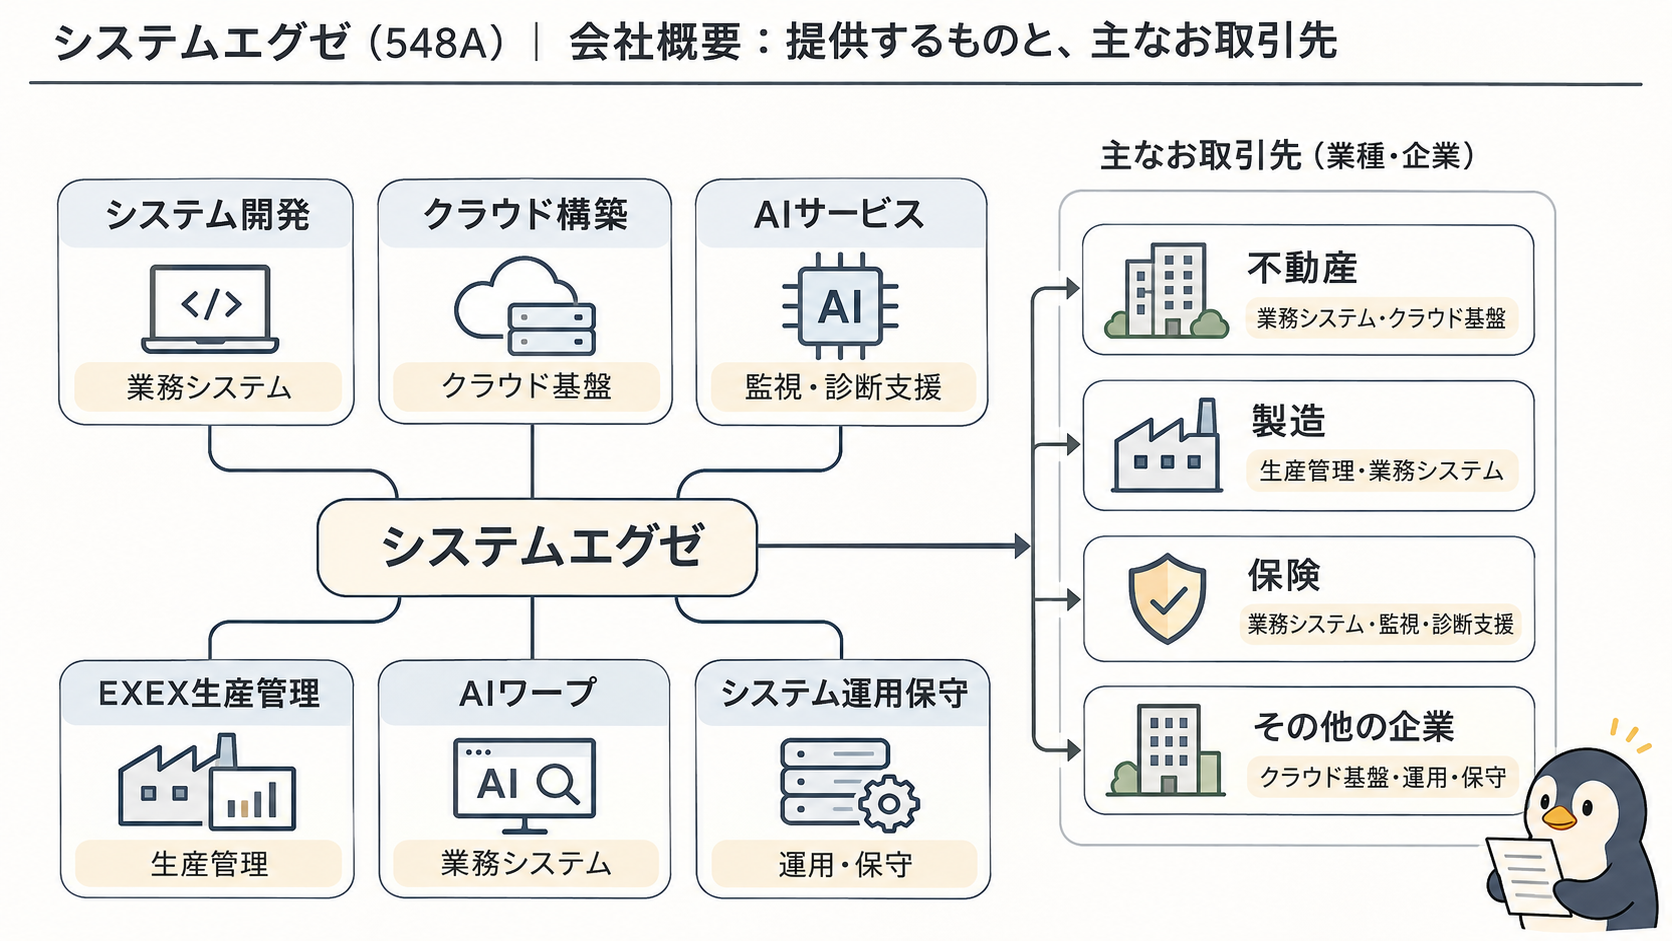 システムエグゼ（548A）｜ 会社概要：提供するものと、主なお取引先
主なお取引先（業種・企業）
システム開発
業務システム
クラウド構築
クラウド基盤
AIサービス
AI
監視・診断支援
システムエグゼ
EXEX生産管理
生産管理
AIワープ
AI
業務システム
システム運用保守
運用・保守
不動産
業務システム・クラウド基盤
製造
生産管理・業務システム
保険
業務システム・監視・診断支援
その他の企業
クラウド基盤・運用・保守